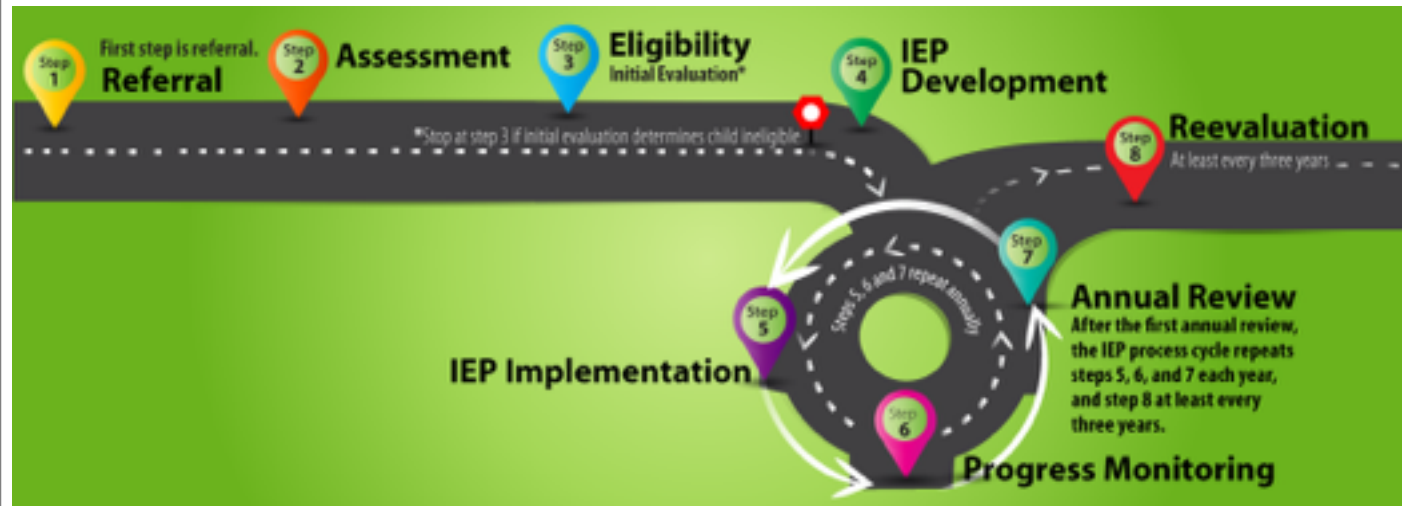 Step
1
First step is referral.
Referral
Step
2
Assessment
Step
3
Eligibility
Initial Evaluation*
Step
4
IEP
Development
*Stop at step 3 if initial evaluation determines child ineligible
Step
8
Reevaluation
At least every three years
Step
7
Annual Review
After the first annual review,
the IEP process cycle repeats
steps 5, 6, and 7 each year,
and step 8 at least every
three years.
Steps 5, 6 and 7 repeat annually
Step
5
IEP Implementation
Step
6
Progress Monitoring